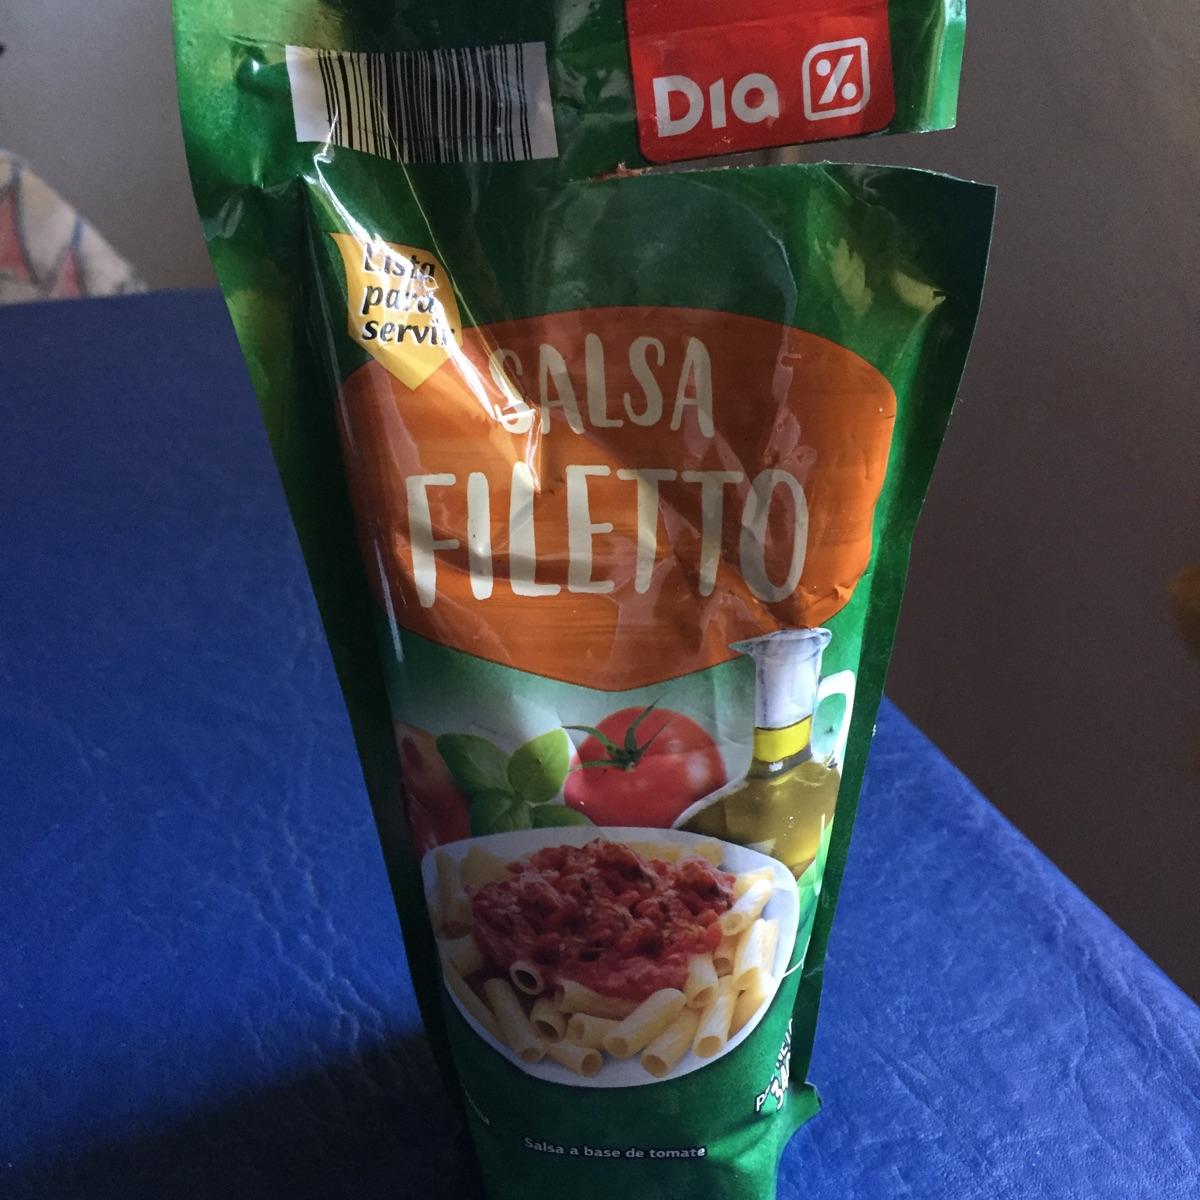 DIA %
Lista
para
servir
SALSA
FILETTO
Salsa a base de tomate